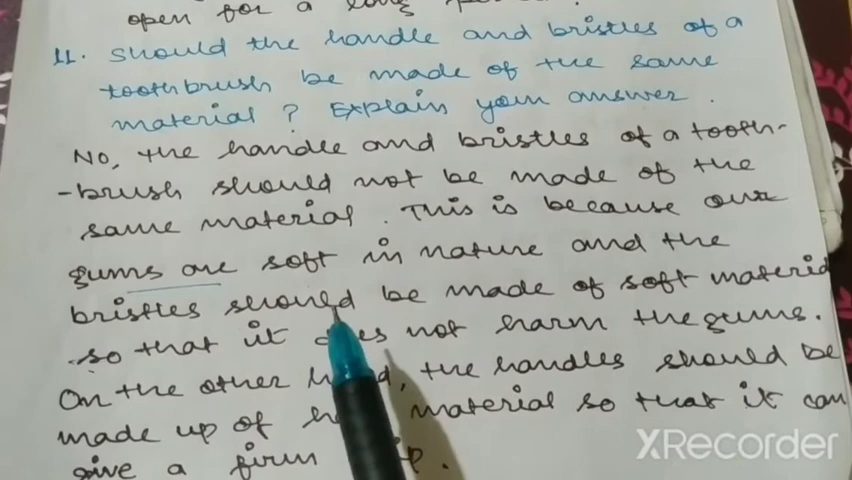 open for a long
11. should the handle and bristles of a
toothbrush be made of the same
material ? Explain your answer .
No, the handle and bristles of a tooth-
-brush should not be made of the
same material . This is because our
gums are soft in nature and the
bristles should be made of soft material
so that it does not harm the gums .
On the other hand, the handles should be
made up of material so that it can
give a firm
XRecorder